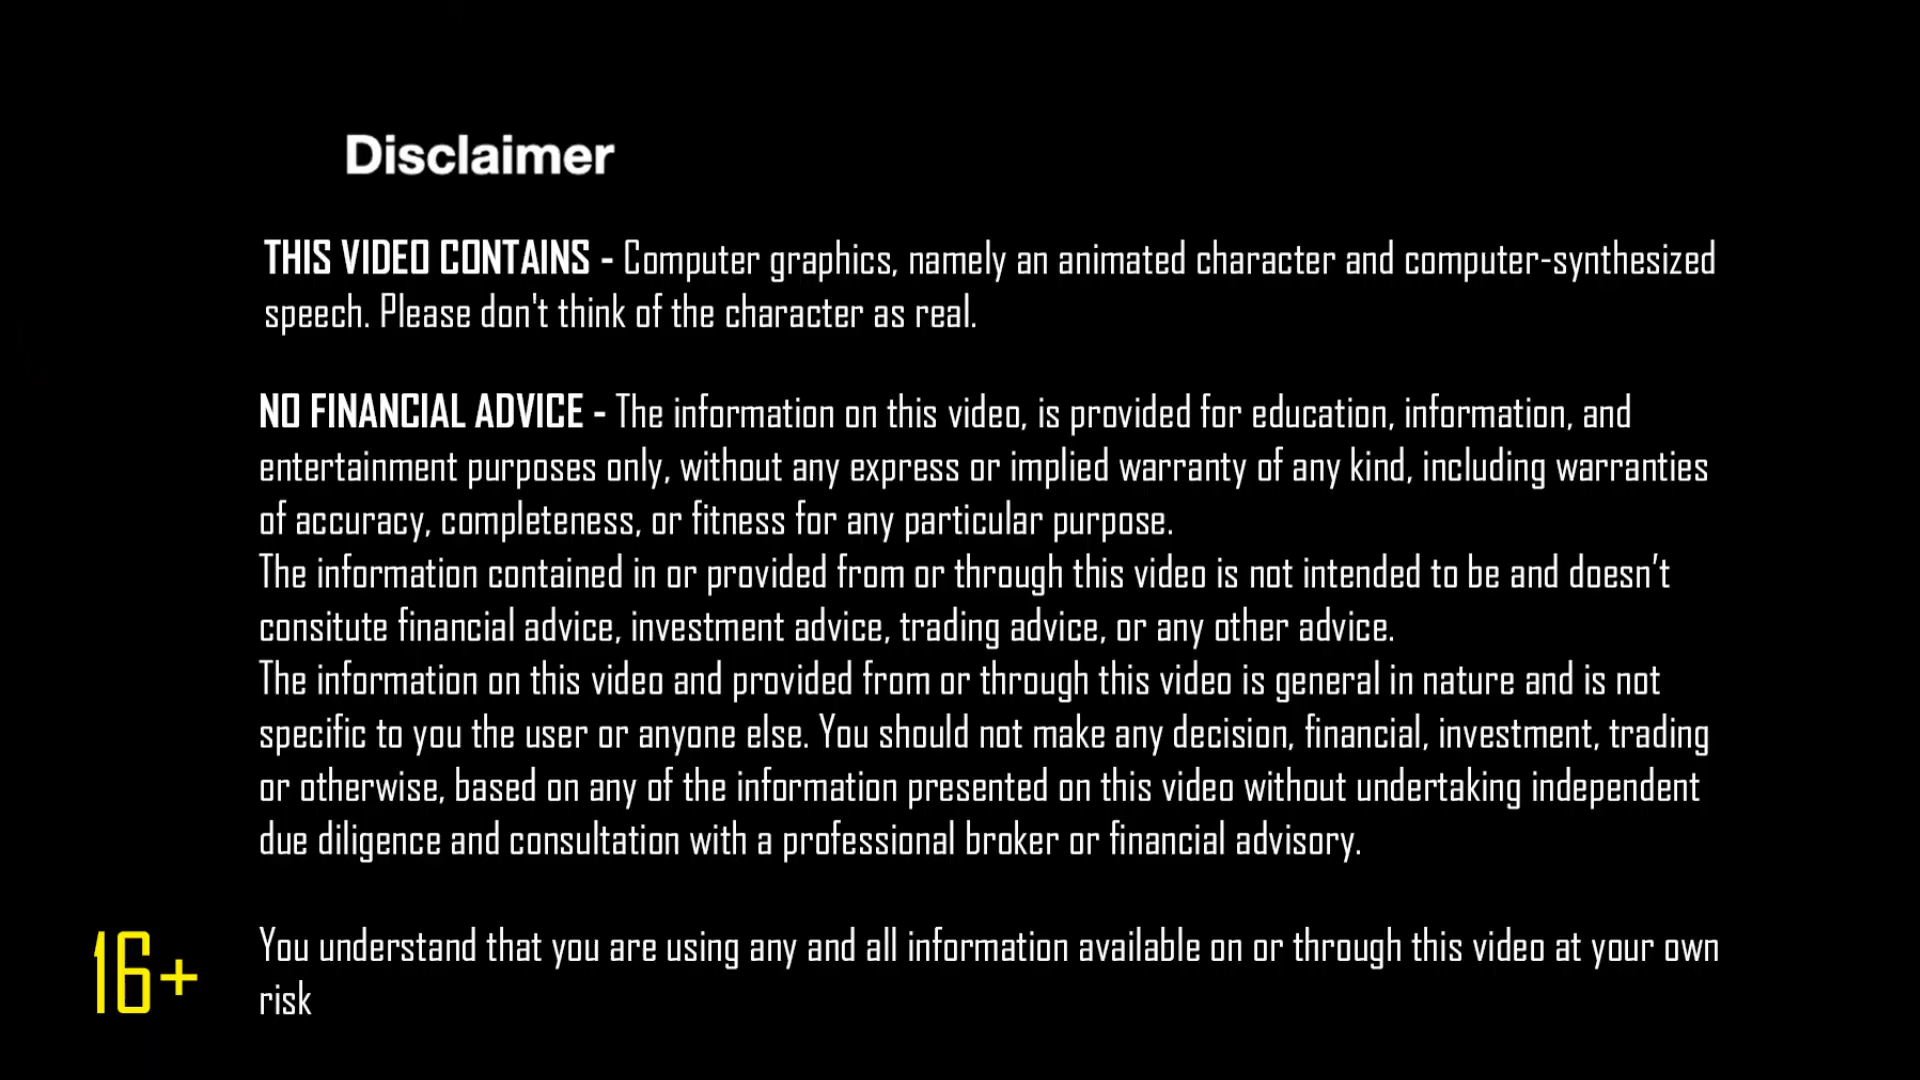 Disclaimer
THIS VIDEO CONTAINS - Computer graphics, namely an animated character and computer-synthesized
speech. Please don't think of the character as real.
NO FINANCIAL ADVICE - The information on this video, is provided for education, information, and
entertainment purposes only, without any express or implied warranty of any kind, including warranties
of accuracy, completeness, or fitness for any particular purpose.
The information contained in or provided from or through this video is not intended to be and doesn’t
consitute financial advice, investment advice, trading advice, or any other advice.
The information on this video and provided from or through this video is general in nature and is not
specific to you the user or anyone else. You should not make any decision, financial, investment, trading
or otherwise, based on any of the information presented on this video without undertaking independent
due diligence and consultation with a professional broker or financial advisory.
16+
You understand that you are using any and all information available on or through this video at your own
risk